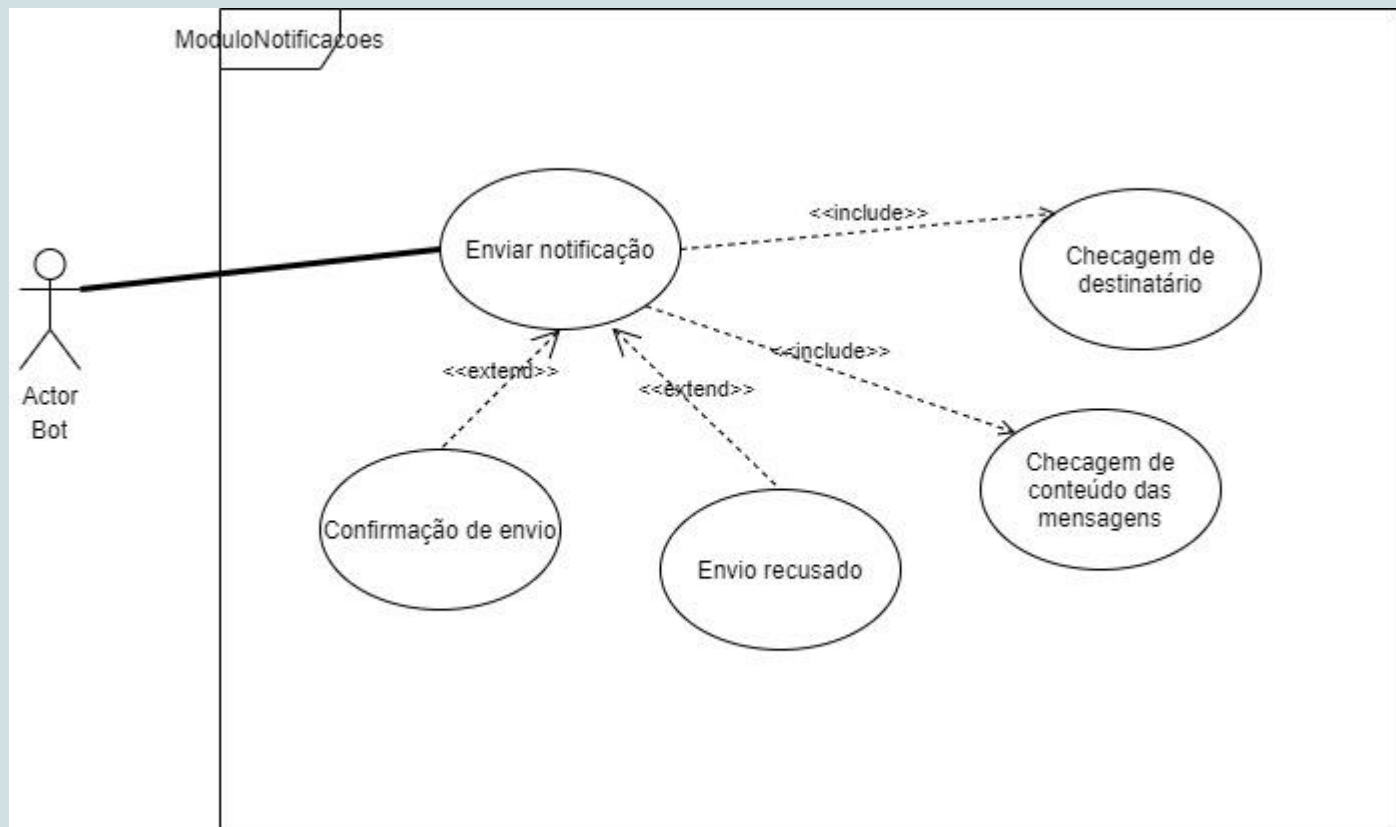 ModuloNotificacoes
Enviar notificação
<<include>>
Checagem de
destinatário
<<include>>
<<extend>>
<<extend>>
Actor
Bot
Confirmação de envio
Envio recusado
Checagem de
conteúdo das
mensagens